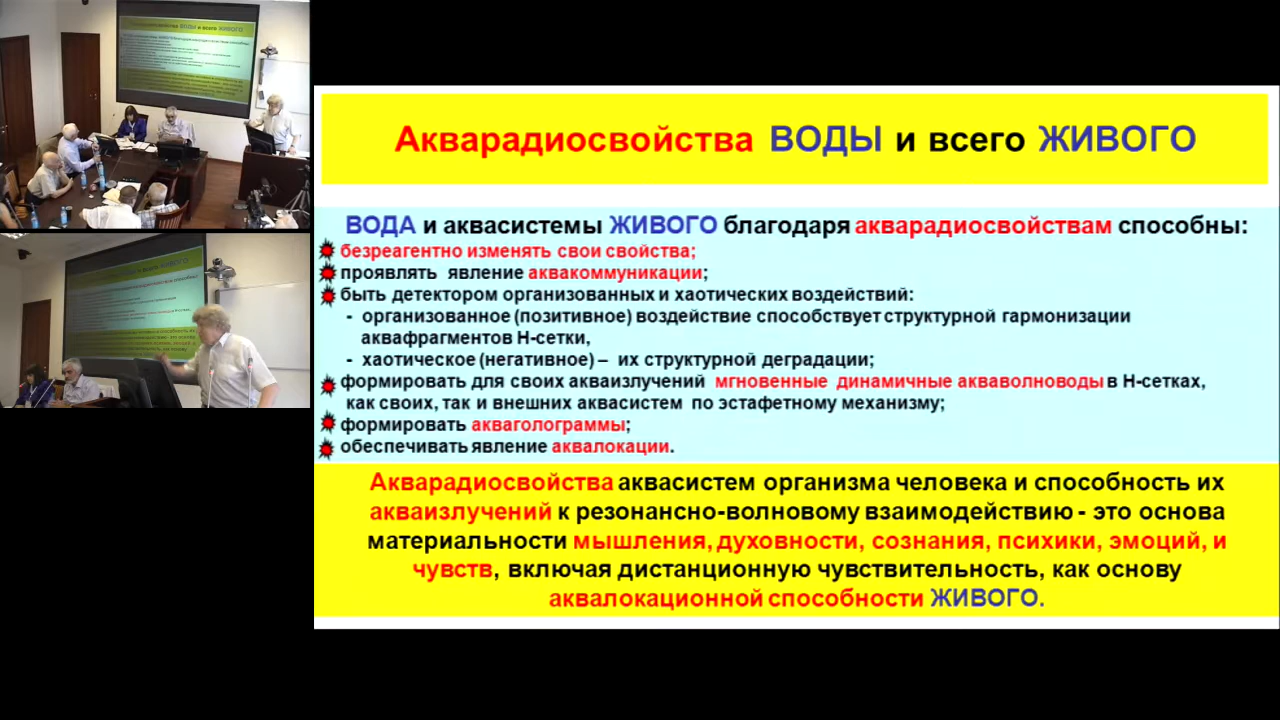 Аквaрадиосвойства ВОДЫ и всего ЖИВОГО
ВОДА и аквасистемы ЖИВОГО благодаря акварадиосвойствам способны:
безреагентно изменять свои свойства;
проявлять явление аквакоммуникации;
быть детектором организованных и хаотических воздействий:
- организованное (позитивное) воздействие способствует структурной гармонизации
аквафрагментов Н-сетки,
- хаотическое (негативное) – их структурной деградации;
формировать для своих акваизлучений мгновенные динамичные акваволноводы в Н-сетках,
как своих, так и внешних аквасистем по эстафетному механизму;
формировать акваголограммы;
обеспечивать явление аквалокации.
Акварадиосвойства аквасистем организма человека и способность их
акваизлучений к резонансно-волновому взаимодействию - это основа
материальности мышления, духовности, сознания, психики, эмоций, и
чувств, включая дистанционную чувствительность, как основу
аквалокационной способности ЖИВОГО.